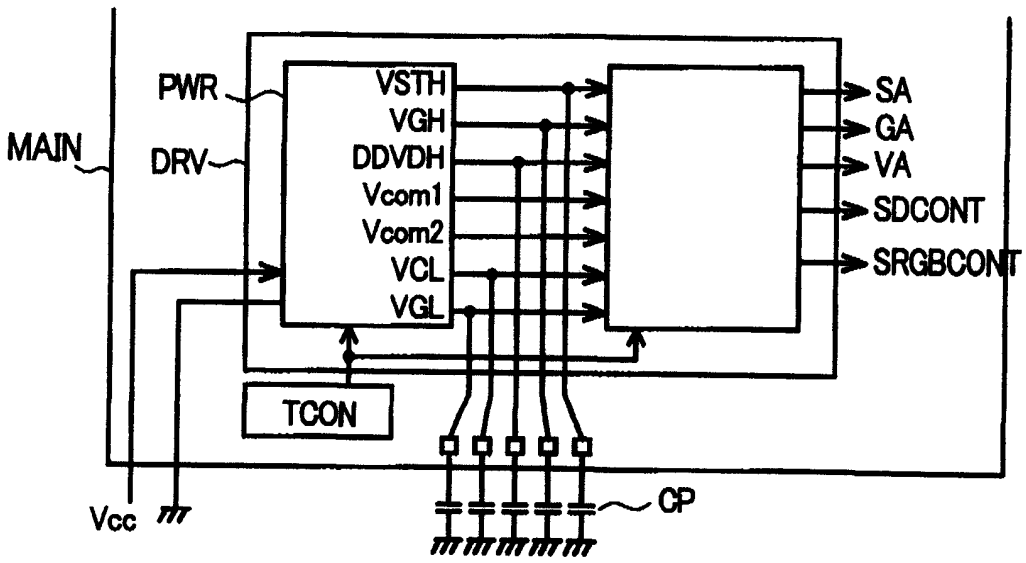 MAIN
PWR
DRV
VSTH
VGH
DDVDH
Vcom1
Vcom2
VCL
VGL
SA
GA
VA
SDCONT
SRGBCONT
TCON
Vcc
CP